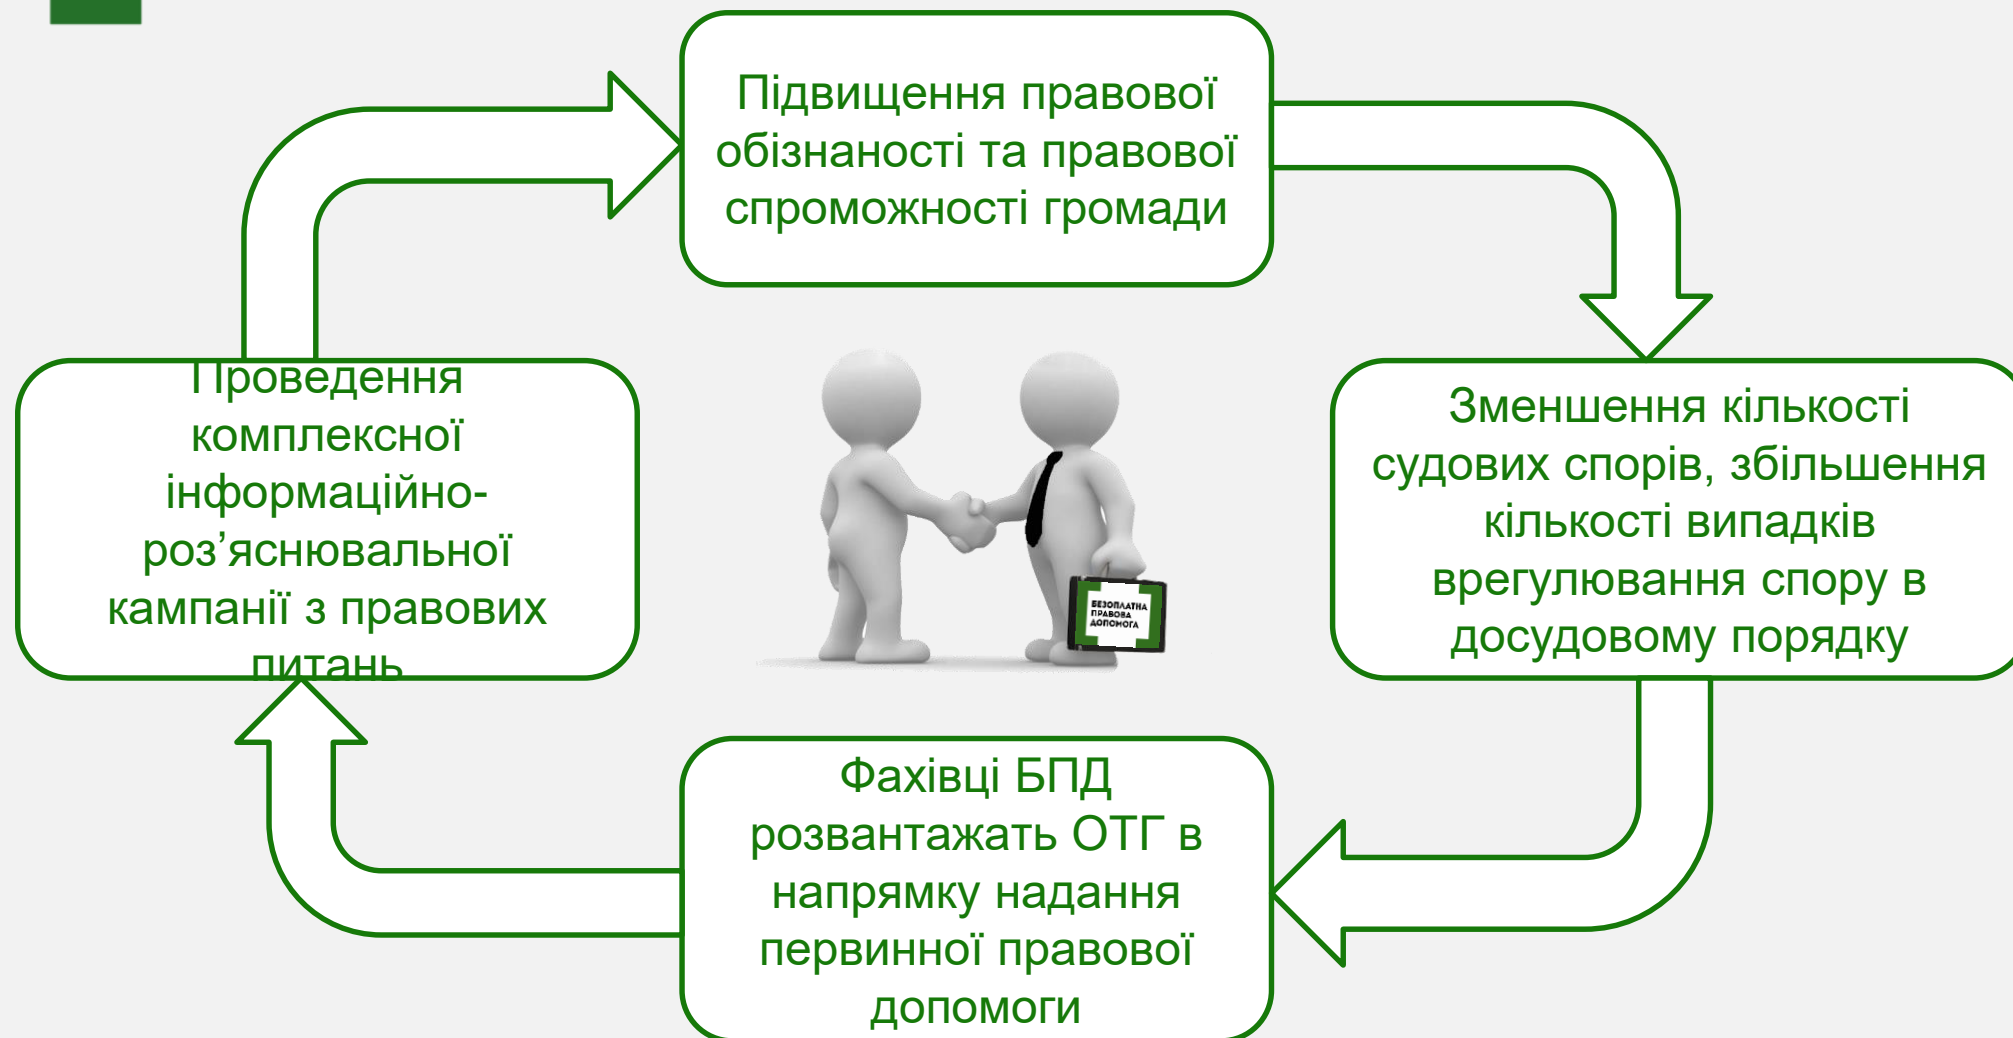 Підвищення правової
обізнаності та правової
спроможності громади
Проведення
комплексної
інформаційно-
роз’яснювальної
кампанії з правових
питань
Зменшення кількості
судових спорів, збільшення
кількості випадків
врегулювання спору в
досудовому порядку
БЕЗОПЛАТНА
ПРАВОВА
ДОПОМОГА
Фахівці БПД
розвантажать ОТГ в
напрямку надання
первинної правової
допомоги